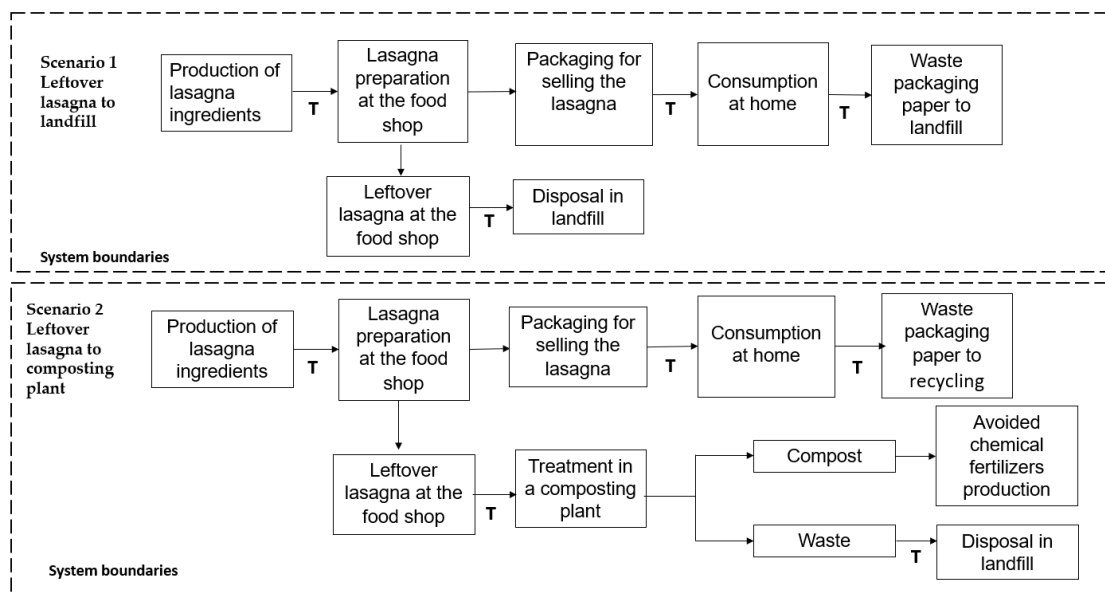 Scenario 1
Leftover
lasagna to
landfill
Production of
lasagna
ingredients
T
Lasagna
preparation
at the food
shop
Packaging for
selling the
lasagna
T
Consumption
at home
T
Waste
packaging
paper to
landfill
Leftover
lasagna at the
food shop
T
Disposal in
landfill
System boundaries
Scenario 2
Leftover
lasagna to
composting
plant
Production of
lasagna
ingredients
T
Lasagna
preparation
at the food
shop
Packaging for
selling the
lasagna
T
Consumption
at home
T
Waste
packaging
paper to
recycling
Leftover
lasagna at the
food shop
T
Treatment in
a composting
plant
Compost
Avoided
chemical
fertilizers
production
Waste
T
Disposal in
landfill
System boundaries